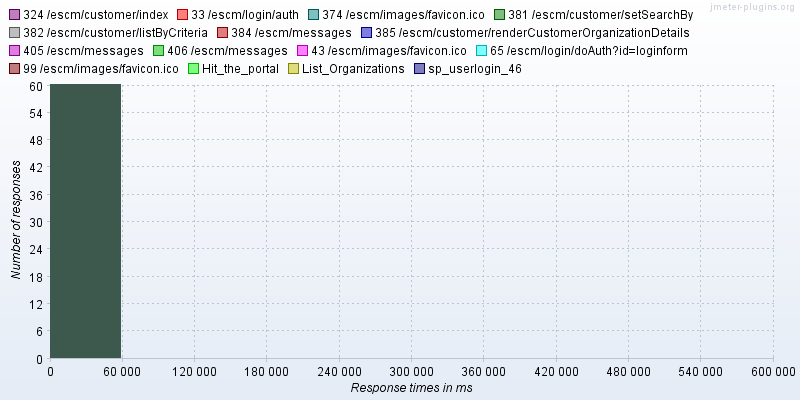 jmeter-plugins.org
324 /escm/customer/index 33 /escm/login/auth 374 /escm/images/favicon.ico 381 /escm/customer/setSearchBy
382 /escm/customer/listByCriteria 384 /escm/messages 385 /escm/customer/renderCustomerOrganizationDetails
405 /escm/messages 406 /escm/messages 43 /escm/images/favicon.ico 65 /escm/login/doAuth?id=loginform
99 /escm/images/favicon.ico Hit_the_portal List_Organizations sp_userlogin_46
Number of responses
60
54
48
42
36
30
24
18
12
6
0
0 60 000 120 000 180 000 240 000 300 000 360 000 420 000 480 000 540 000 600 000
Response times in ms